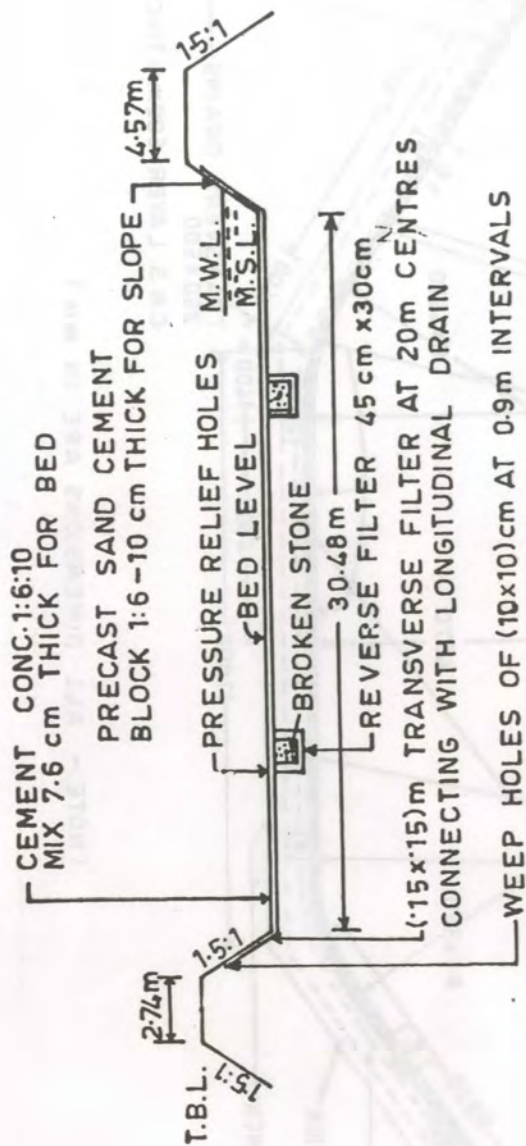 CEMENT CONC.1:6:10
MIX 7.6 cm THICK FOR BED
PRECAST SAND CEMENT
BLOCK 1:6-10 cm THICK FOR SLOPE
4·57m
1·5:1
M.W.L.
M.S.L.
2·74m
1·5:1
T.B.L.
1·5:1
PRESSURE RELIEF HOLES
BED LEVEL
BROKEN STONE
30·48m
REVERSE FILTER 45 cm x30cm
(·15x·15)m TRANSVERSE FILTER AT 20m CENTRES
CONNECTING WITH LONGITUDINAL DRAIN
WEEP HOLES OF (10x10)cm AT 0·9m INTERVALS